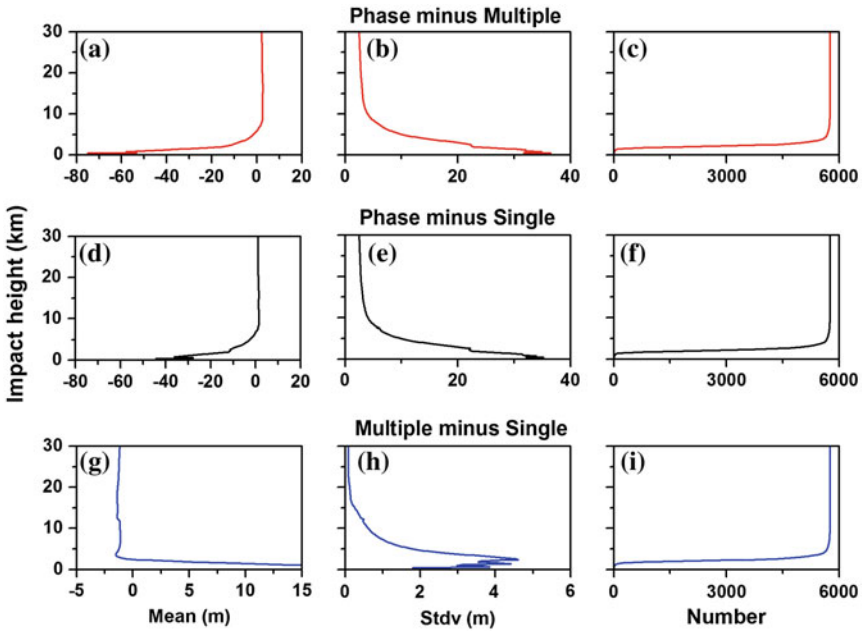 Phase minus Multiple
(a) (b) (c)
30 20 10 0
-80 -60 -40 -20 0 20
0 20 40
0 3000 6000
Phase minus Single
(d) (e) (f)
30 20 10 0
-80 -60 -40 -20 0 20
0 20 40
0 3000 6000
Multiple minus Single
(g) (h) (i)
30 20 10 0
-5 0 5 10 15
0 2 4 6
0 3000 6000
Impact height (km)
Mean (m) Stdv (m) Number